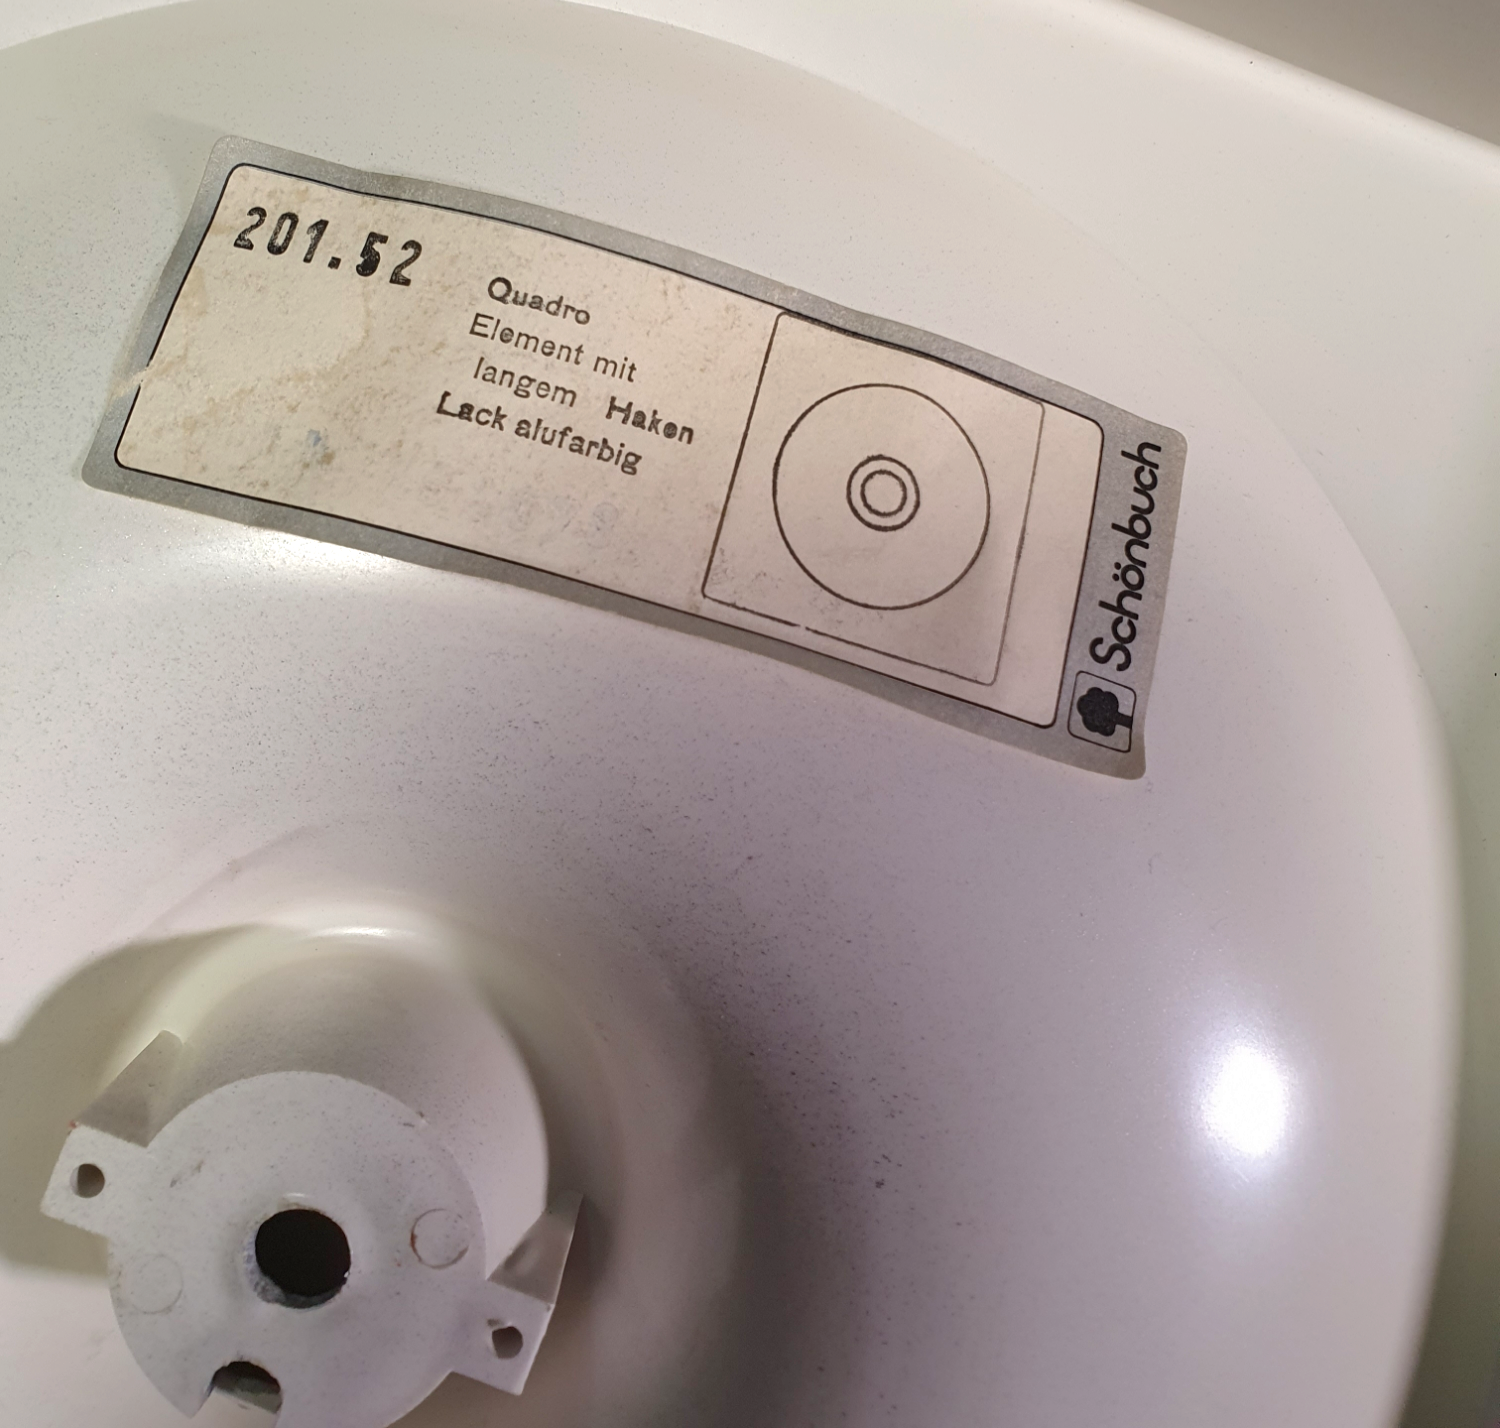 201.52
Quadro
Element mit
langem Haken
Lack alufarbig
Schönbuch